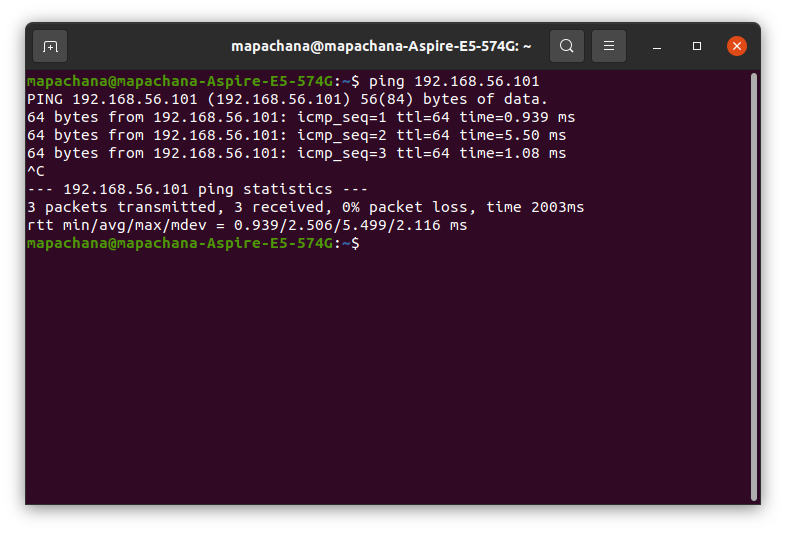 mapachana@mapachana-Aspire-E5-574G: ~
mapachana@mapachana-Aspire-E5-574G:~$ ping 192.168.56.101
PING 192.168.56.101 (192.168.56.101) 56(84) bytes of data.
64 bytes from 192.168.56.101: icmp_seq=1 ttl=64 time=0.939 ms
64 bytes from 192.168.56.101: icmp_seq=2 ttl=64 time=5.50 ms
64 bytes from 192.168.56.101: icmp_seq=3 ttl=64 time=1.08 ms
^C
--- 192.168.56.101 ping statistics ---
3 packets transmitted, 3 received, 0% packet loss, time 2003ms
rtt min/avg/max/mdev = 0.939/2.506/5.499/2.116 ms
mapachana@mapachana-Aspire-E5-574G:~$